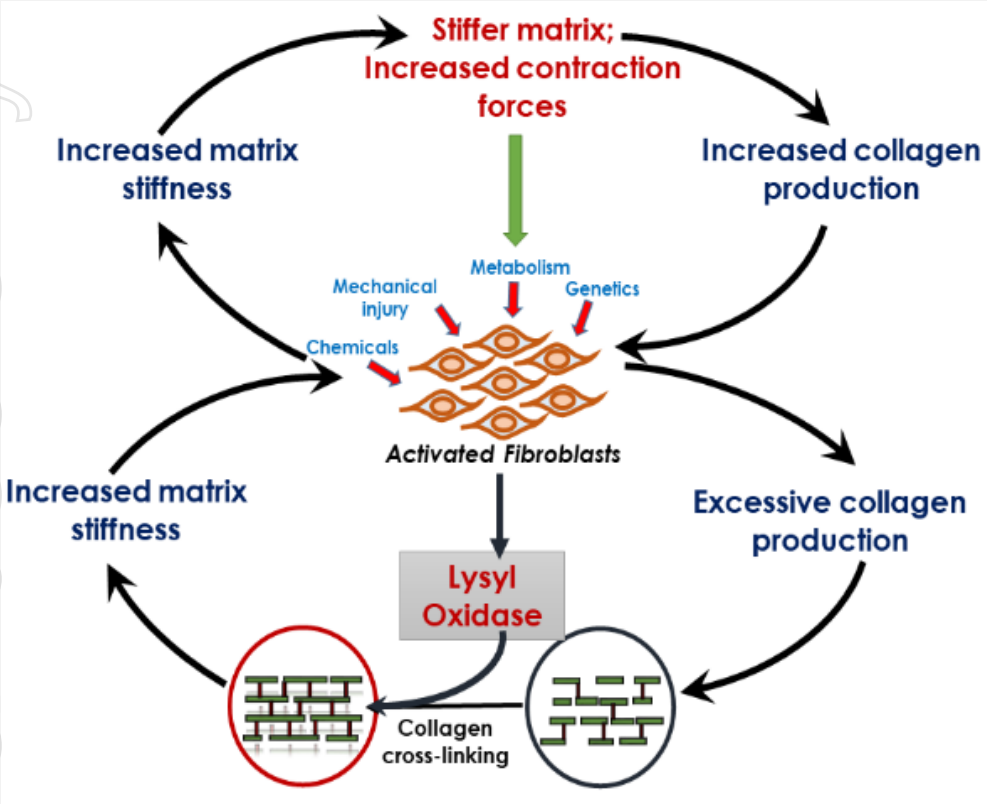 Stiffer matrix;
Increased contraction
forces
Increased matrix
stiffness
Increased collagen
production
Metabolism
Mechanical
injury
Genetics
Chemicals
Activated Fibroblasts
Increased matrix
stiffness
Excessive collagen
production
Lysyl
Oxidase
Collagen
cross-linking